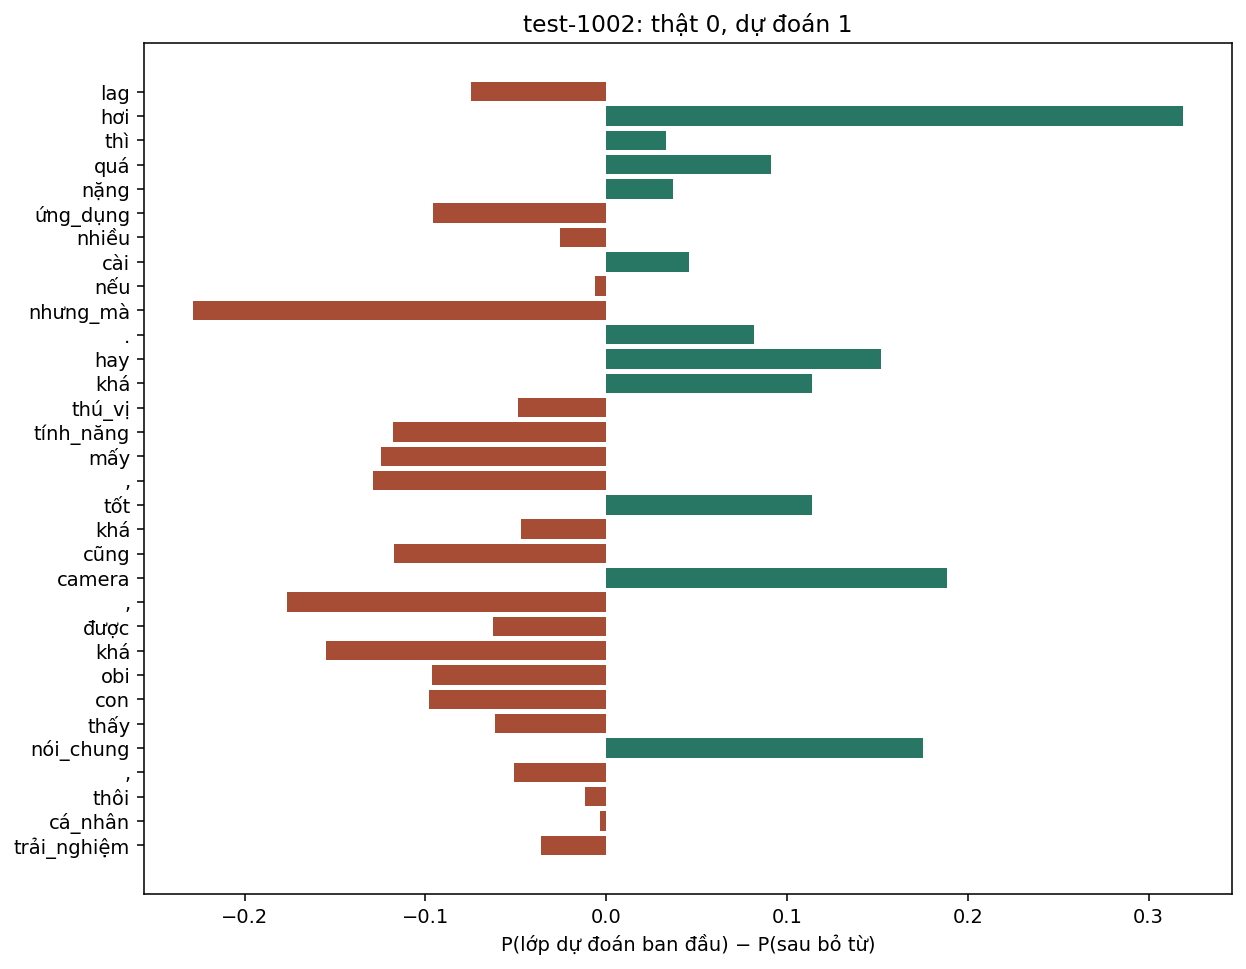 test-1002: thật 0, dự đoán 1
lag
hơi
thì
quá
nặng
ứng_dụng
nhiều
cài
nếu
nhưng_mà
.
hay
khá
thú_vị
tính_năng
mấy
,
tốt
khá
cũng
camera
,
được
khá
obi
con
thấy
nói_chung
,
thôi
cá_nhân
trải_nghiệm
−0.2 −0.1 0.0 0.1 0.2 0.3
P(lớp dự đoán ban đầu) − P(sau bỏ từ)